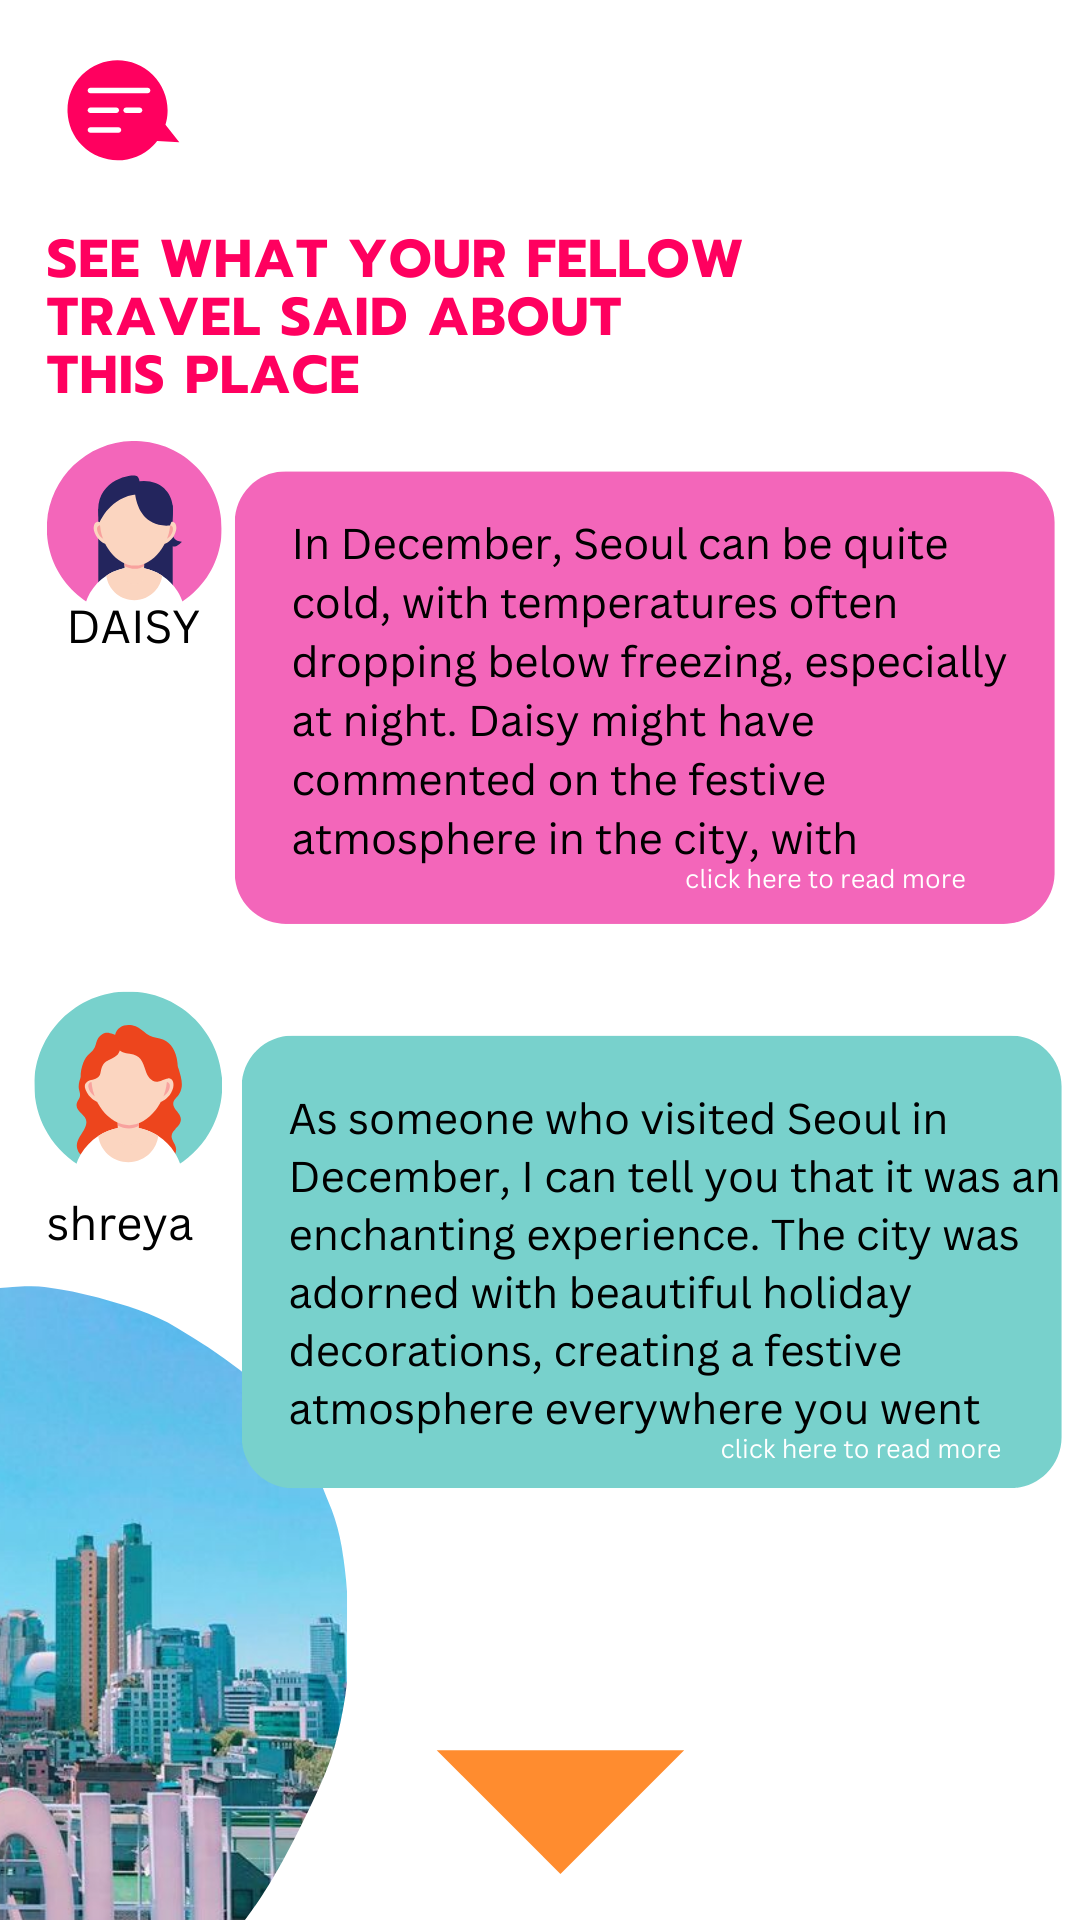 SEE WHAT YOUR FELLOW
TRAVEL SAID ABOUT
THIS PLACE
DAISY
In December, Seoul can be quite
cold, with temperatures often
dropping below freezing, especially
at night. Daisy might have
commented on the festive
atmosphere in the city, with
click here to read more
shreya
As someone who visited Seoul in
December, I can tell you that it was an
enchanting experience. The city was
adorned with beautiful holiday
decorations, creating a festive
atmosphere everywhere you went
click here to read more